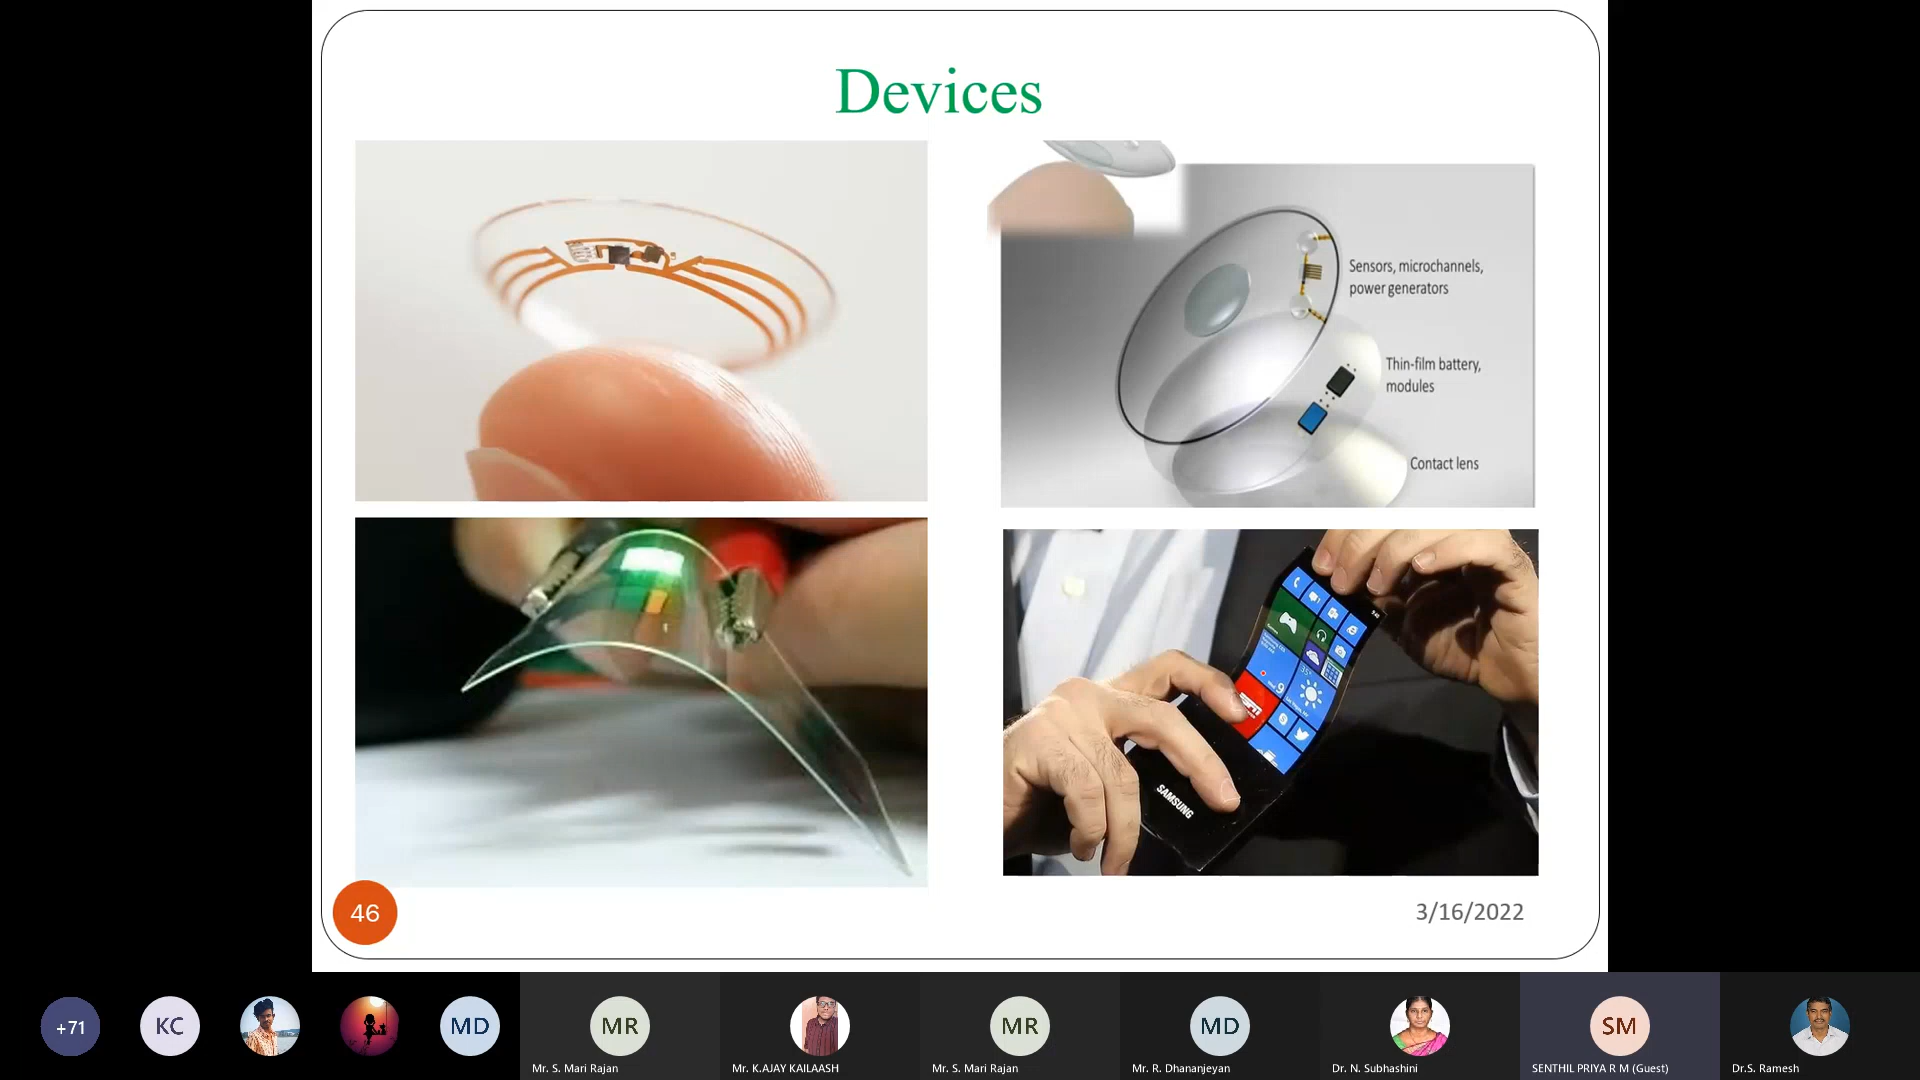 Devices
Sensors, microchannels,
power generators
Thin-film battery,
modules
Contact lens
SAMSUNG
46
3/16/2022
+71
KC
MD
MR
MR
MD
SM
Mr. S. Mari Rajan
Mr. K.AJAY KAILAASH
Mr. S. Mari Rajan
Mr. R. Dhananjeyan
Dr. N. Subhashini
SENTHIL PRIYA R M (Guest)
Dr.S. Ramesh